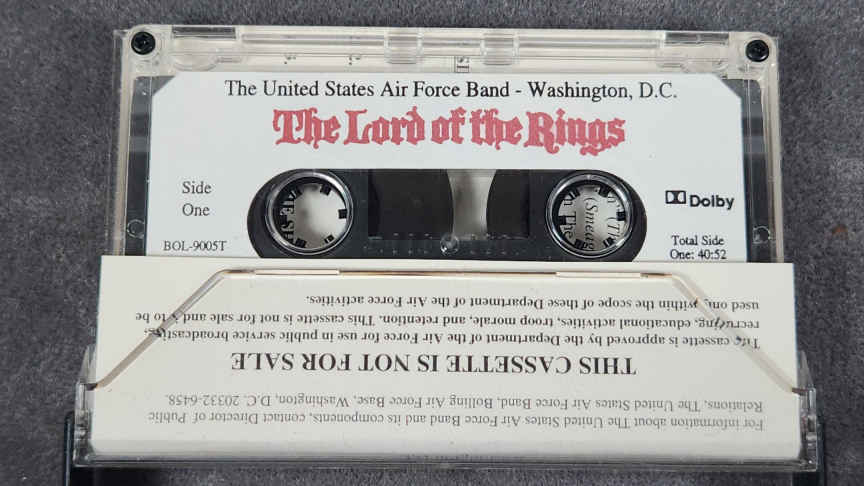 The United States Air Force Band - Washington, D.C.
The Lord of the Rings
Side
One
Dolby
BOL-9005T
Total Side
One: 40:52
For information about The United States Air Force Band and its components, contact Director of Public
Relations, The United States Air Force Band, Bolling Air Force Base, Washington, D.C. 20332-6458.
THIS CASSETTE IS NOT FOR SALE
This cassette is approved by the Department of the Air Force for use in public service broadcasting,
recruiting, educational activities, troop morale, and retention. This cassette is not for sale and is to be
used only within the scope of these Department of the Air Force activities.